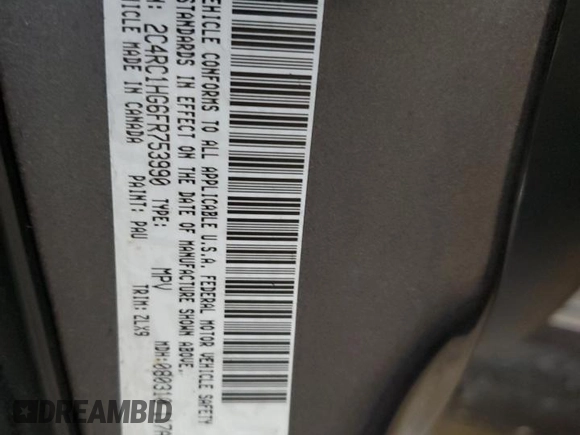 VEHICLE CONFORMS TO ALL APPLICABLE U.S.A. FEDERAL MOTOR VEHICLE SAFETY
STANDARDS IN EFFECT ON THE DATE OF MANUFACTURE SHOWN ABOVE.
2C4RC1HG6FR753990 TYPE: MPV
VEHICLE MADE IN CANADA PAINT: PAU TRIM: 2LX9
DREAMBID